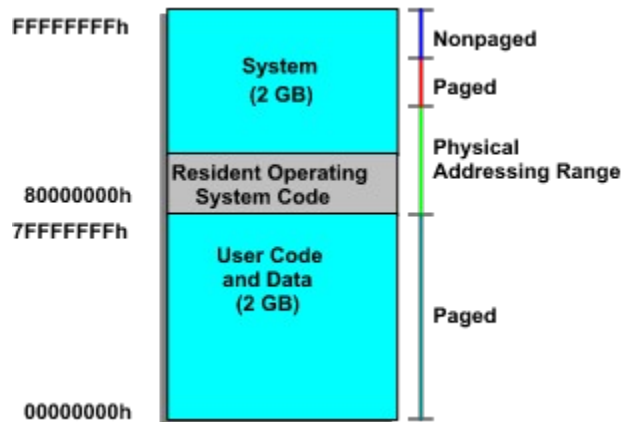 FFFFFFFFh
System
(2 GB)
Nonpaged
Paged
Physical
Addressing Range
Resident Operating
System Code
80000000h
7FFFFFFFh
User Code
and Data
(2 GB)
Paged
00000000h